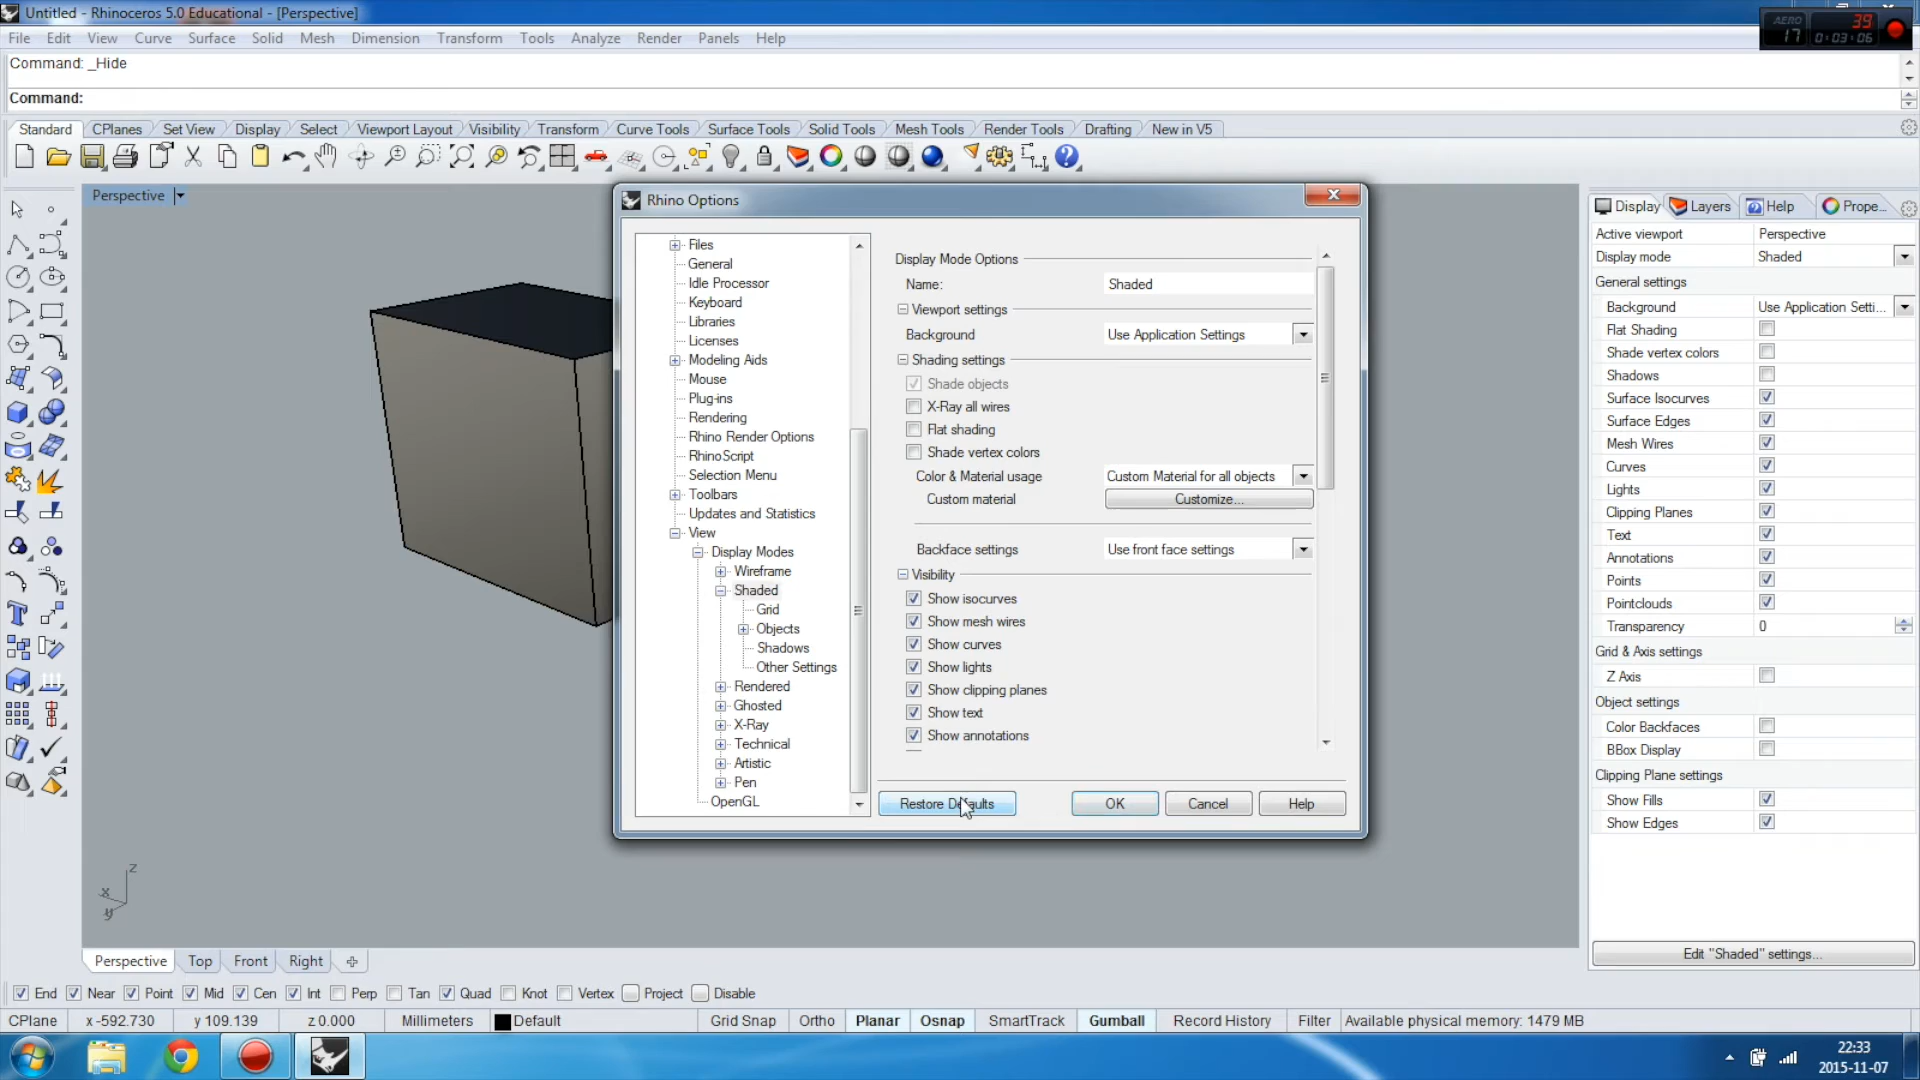 Untitled - Rhinoceros 5.0 Educational - [Perspective]
AERO 17 39 0:03:06
File Edit View Curve Surface Solid Mesh Dimension Transform Tools Analyze Render Panels Help
Command: _Hide
Command:
Standard CPlanes Set View Display Select Viewport Layout Visibility Transform Curve Tools Surface Tools Solid Tools Mesh Tools Render Tools Drafting New in V5
Perspective
Rhino Options
Files
General
Idle Processor
Keyboard
Libraries
Licenses
Modeling Aids
Mouse
Plug-ins
Rendering
Rhino Render Options
RhinoScript
Selection Menu
Toolbars
Updates and Statistics
View
Display Modes
Wireframe
Shaded
Grid
Objects
Shadows
Other Settings
Rendered
Ghosted
X-Ray
Technical
Artistic
Pen
OpenGL
Display Mode Options
Name: Shaded
Viewport settings
Background Use Application Settings
Shading settings
Shade objects
X-Ray all wires
Flat shading
Shade vertex colors
Color & Material usage Custom Material for all objects
Custom material Customize...
Backface settings Use front face settings
Visibility
Show isocurves
Show mesh wires
Show curves
Show lights
Show clipping planes
Show text
Show annotations
Restore Defaults OK Cancel Help
Display Layers Help Prope...
Active viewport Perspective
Display mode Shaded
General settings
Background Use Application Setti...
Flat Shading
Shade vertex colors
Shadows
Surface Isocurves
Surface Edges
Mesh Wires
Curves
Lights
Clipping Planes
Text
Annotations
Points
Pointclouds
Transparency 0
Grid & Axis settings
Z Axis
Object settings
Color Backfaces
BBox Display
Clipping Plane settings
Show Fills
Show Edges
Edit "Shaded" settings...
z
x
y
Perspective Top Front Right
End Near Point Mid Cen Int Perp Tan Quad Knot Vertex Project Disable
CPlane x -592.730 y 109.139 z 0.000 Millimeters Default Grid Snap Ortho Planar Osnap SmartTrack Gumball Record History Filter Available physical memory: 1479 MB
22:33
2015-11-07